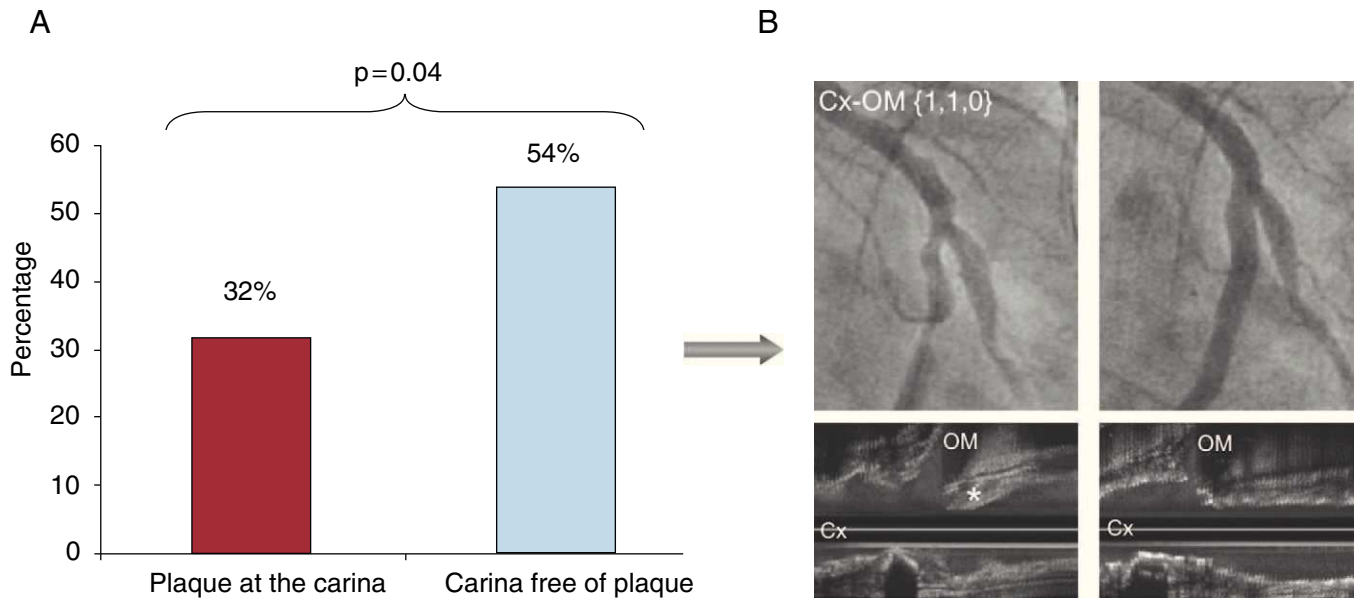 A
p=0.04
60
50
40
30
20
10
0
Percentage
32%
54%
Plaque at the carina
Carina free of plaque
B
Cx-OM {1,1,0}
OM
*
Cx
OM
Cx